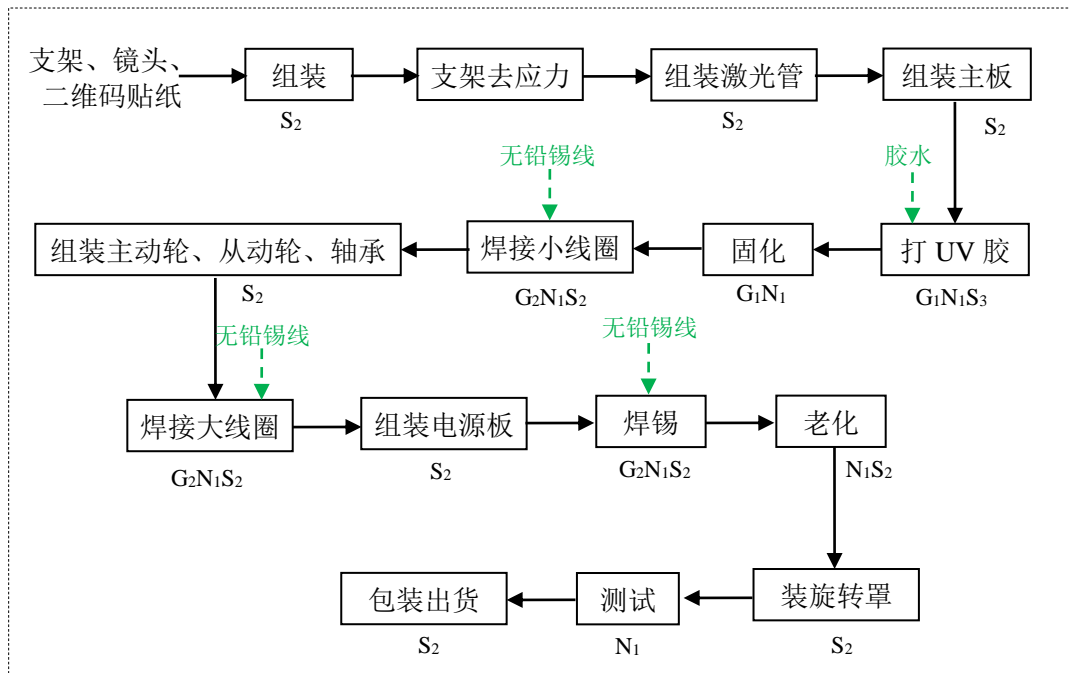 支架、镜头、
二维码贴纸
组装
支架去应力
组装激光管
组装主板
S₂
S₂
S₂
无铅锡线
胶水
组装主动轮、从动轮、轴承
焊接小线圈
固化
打 UV 胶
S₂
G₂N₁S₂
G₁N₁
G₁N₁S₃
无铅锡线
无铅锡线
焊接大线圈
组装电源板
焊锡
老化
G₂N₁S₂
S₂
G₂N₁S₂
N₁S₂
包装出货
测试
装旋转罩
S₂
N₁
S₂